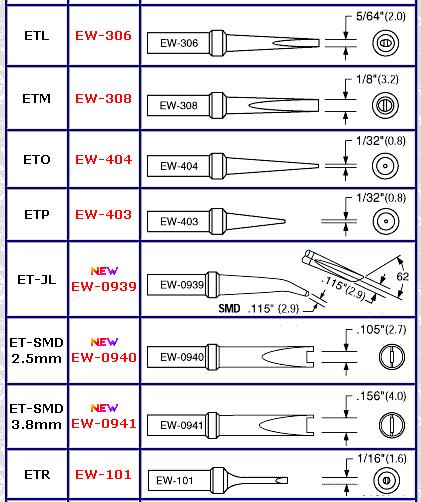 ETL EW-306 EW-306 5/64"(2.0)
ETM EW-308 EW-308 1/8"(3.2)
ETO EW-404 EW-404 1/32"(0.8)
ETP EW-403 EW-403 1/32"(0.8)
ET-JL NEW EW-0939 EW-0939 .115"(2.9) 62
SMD .115" (2.9)
ET-SMD 2.5mm NEW EW-0940 EW-0940 .105"(2.7)
ET-SMD 3.8mm NEW EW-0941 EW-0941 .156"(4.0)
ETR EW-101 EW-101 1/16"(1.6)